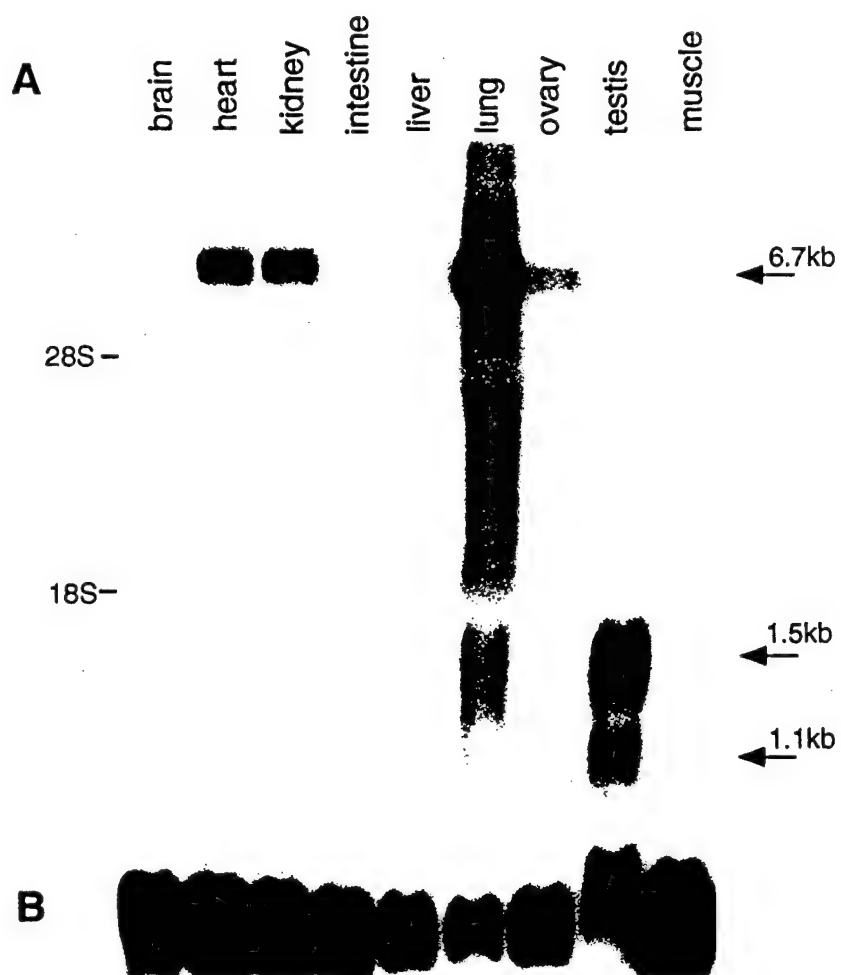 A
brain
heart
kidney
intestine
liver
lung
ovary
testis
muscle
6.7kb
28S
18S
1.5kb
1.1kb
B